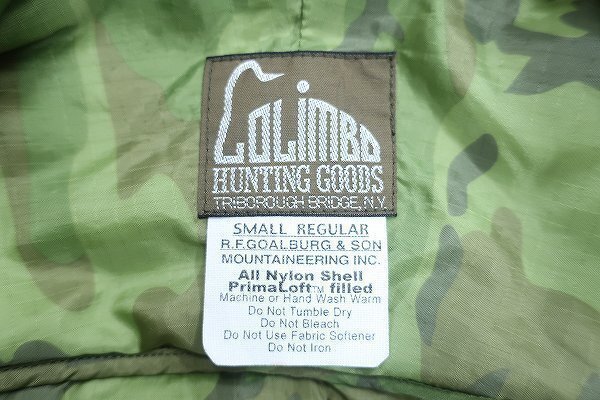 COLIMBO
HUNTING GOODS
TRIBOROUGH BRIDGE, N.Y.
SMALL REGULAR
R.F.GOALBURG & SON
MOUNTAINEERING INC.
All Nylon Shell
PrimaLoft™ filled
Machine or Hand Wash Warm
Do Not Tumble Dry
Do Not Bleach
Do Not Use Fabric Softener
Do Not Iron